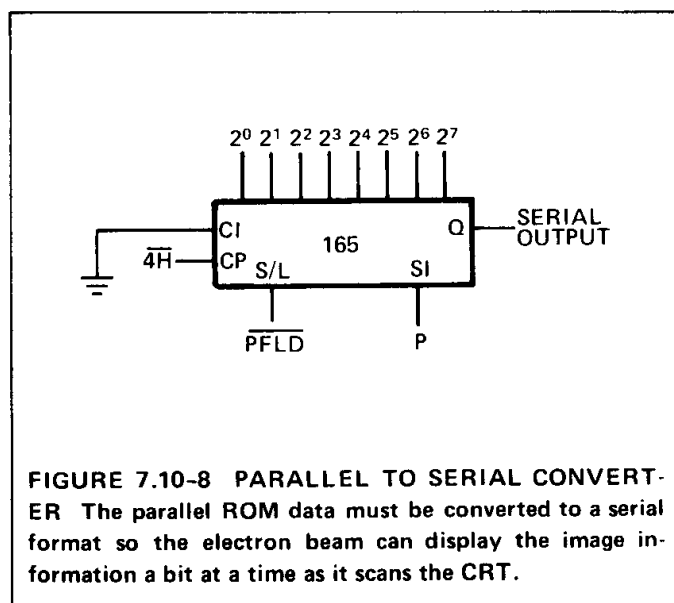 2⁰ 2¹ 2² 2³ 2⁴ 2⁵ 2⁶ 2⁷
CI 165 Q SERIAL OUTPUT
4H CP S/L SI
PFLD P
FIGURE 7.10-8 PARALLEL TO SERIAL CONVERT-
ER The parallel ROM data must be converted to a serial
format so the electron beam can display the image in-
formation a bit at a time as it scans the CRT.